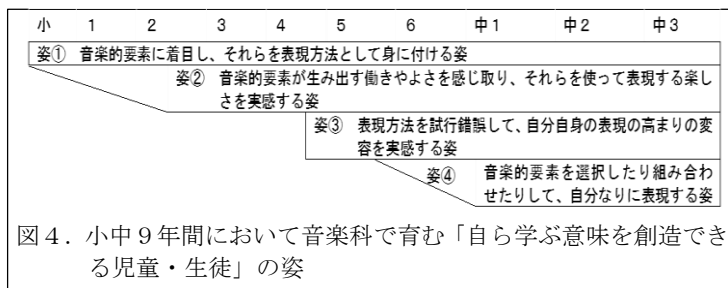 小 1 2 3 4 5 6 中1 中2 中3
姿① 音楽的要素に着目し、それらを表現方法として身に付ける姿
姿② 音楽的要素が生み出す働きやよさを感じ取り、それらを使って表現する楽し
さを実感する姿
姿③ 表現方法を試行錯誤して、自分自身の表現の高まりの変
容を実感する姿
姿④ 音楽的要素を選択したり組み合わ
せたりして、自分なりに表現する姿
図4．小中9年間において音楽科で育む「自ら学ぶ意味を創造でき
る児童・生徒」の姿